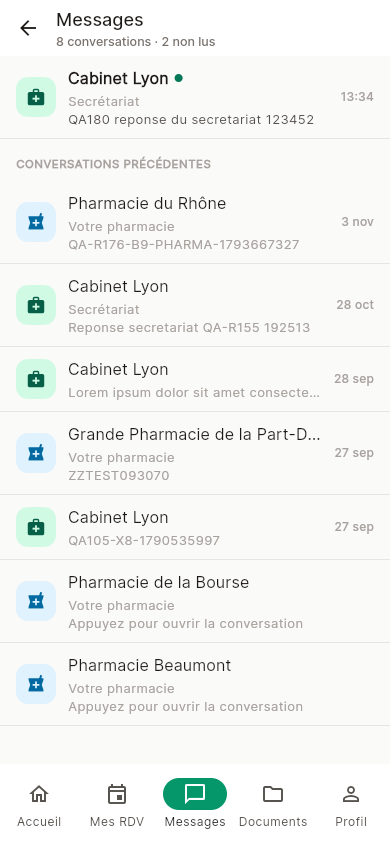 Messages
8 conversations · 2 non lus
Cabinet Lyon
Secrétariat
13:34
QA180 reponse du secretariat 123452
CONVERSATIONS PRÉCÉDENTES
Pharmacie du Rhône
Votre pharmacie
3 nov
QA-R176-B9-PHARMA-1793667327
Cabinet Lyon
Secrétariat
28 oct
Reponse secretariat QA-R155 192513
Cabinet Lyon
28 sep
Lorem ipsum dolor sit amet consecte...
Grande Pharmacie de la Part-D...
Votre pharmacie
27 sep
ZZTEST093070
Cabinet Lyon
27 sep
QA105-X8-1790535997
Pharmacie de la Bourse
Votre pharmacie
Appuyez pour ouvrir la conversation
Pharmacie Beaumont
Votre pharmacie
Appuyez pour ouvrir la conversation
Accueil
Mes RDV
Messages
Documents
Profil